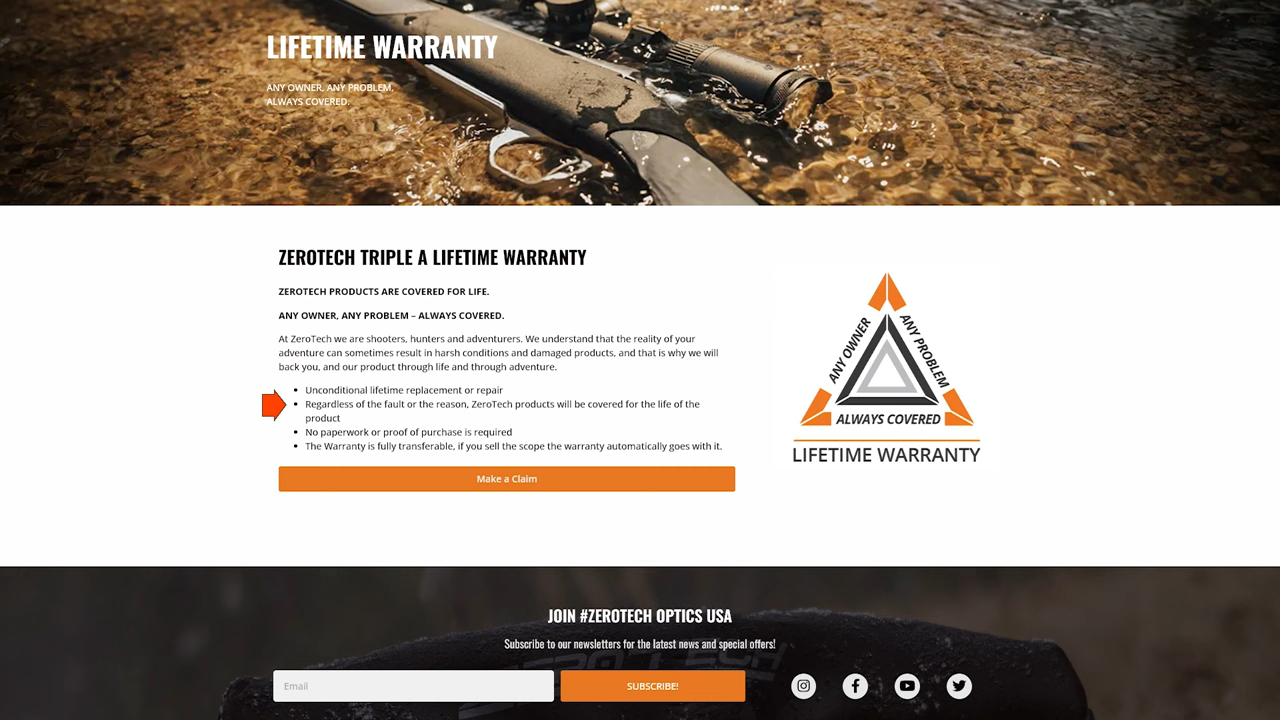 LIFETIME WARRANTY
ANY OWNER, ANY PROBLEM,
ALWAYS COVERED.
ZEROTECH TRIPLE A LIFETIME WARRANTY
ZEROTECH PRODUCTS ARE COVERED FOR LIFE.
ANY OWNER, ANY PROBLEM – ALWAYS COVERED.
At ZeroTech we are shooters, hunters and adventurers. We understand that the reality of your
adventure can sometimes result in harsh conditions and damaged products, and that is why we will
back you, and our product through life and through adventure.
• Unconditional lifetime replacement or repair
• Regardless of the fault or the reason, ZeroTech products will be covered for the life of the
product
• No paperwork or proof of purchase is required
• The Warranty is fully transferable, if you sell the scope the warranty automatically goes with it.
Make a Claim
ANY OWNER
ANY PROBLEM
ALWAYS COVERED
LIFETIME WARRANTY
JOIN #ZEROTECH OPTICS USA
Subscribe to our newsletters for the latest news and special offers!
ZERO TECH
Email
SUBSCRIBE!